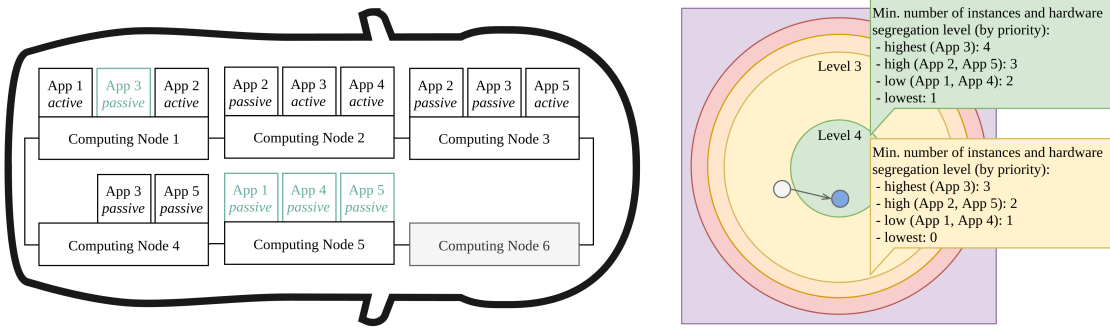 App 1
active
App 3
passive
App 2
active
Computing Node 1
App 2
passive
App 3
active
App 4
active
Computing Node 2
App 2
passive
App 3
passive
App 5
active
Computing Node 3
App 3
passive
App 5
passive
Computing Node 4
App 1
passive
App 4
passive
App 5
passive
Computing Node 5
Computing Node 6
Level 3
Level 4
Min. number of instances and hardware
segregation level (by priority):
- highest (App 3): 4
- high (App 2, App 5): 3
- low (App 1, App 4): 2
- lowest: 1
Min. number of instances and hardware
segregation level (by priority):
- highest (App 3): 3
- high (App 2, App 5): 2
- low (App 1, App 4): 1
- lowest: 0